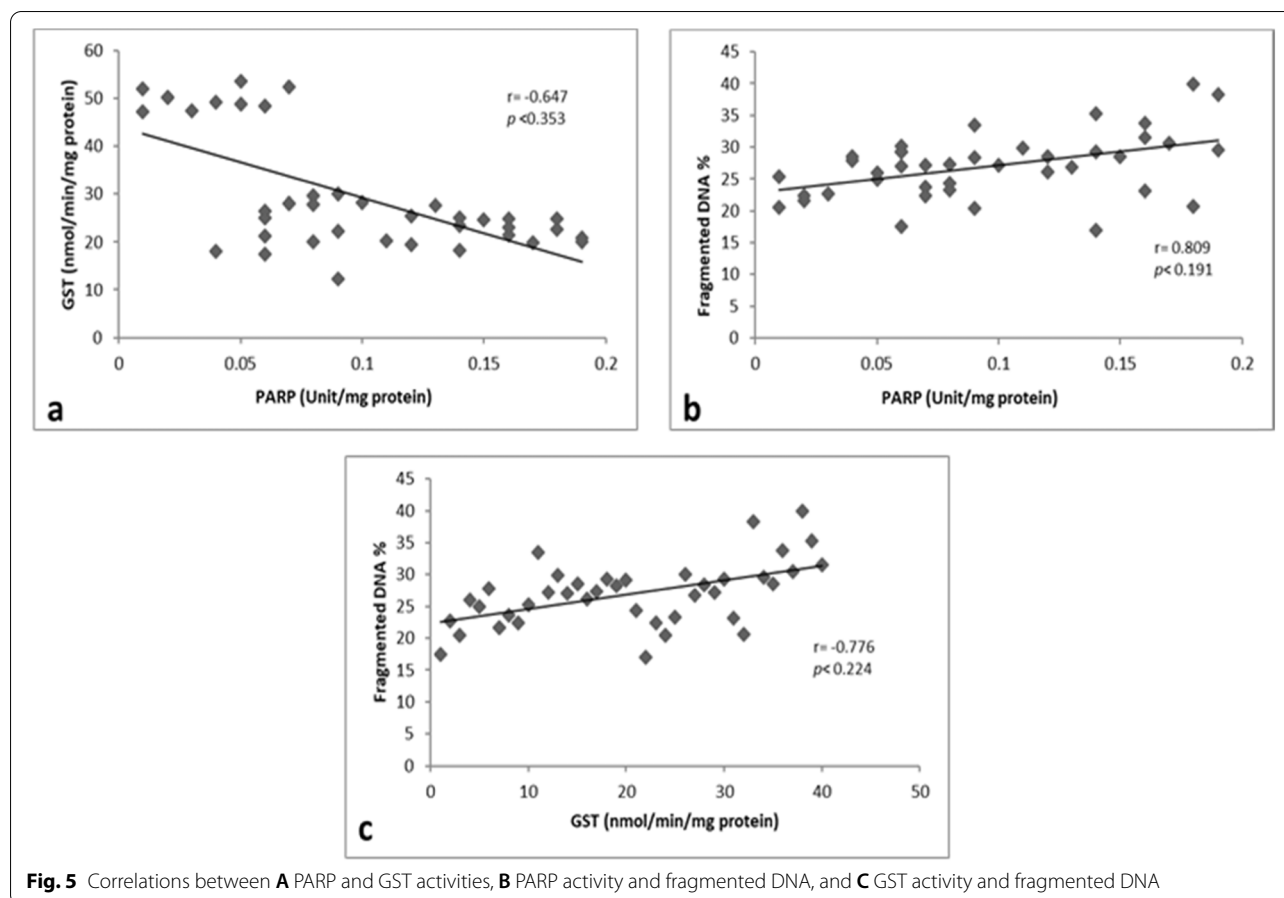 60
50
40
30
20
10
0
GST (nmol/min/mg protein)
r= -0.647
p <0.353
0 0.05 0.1 0.15 0.2
PARP (Unit/mg protein)
a
45
40
35
30
25
20
15
10
5
0
Fragmented DNA %
r= 0.809
p< 0.191
0 0.05 0.1 0.15 0.2
PARP (Unit/mg protein)
b
45
40
35
30
25
20
15
10
5
0
Fragmented DNA %
r= -0.776
p< 0.224
0 10 20 30 40 50
GST (nmol/min/mg protein)
c
Fig. 5 Correlations between A PARP and GST activities, B PARP activity and fragmented DNA, and C GST activity and fragmented DNA